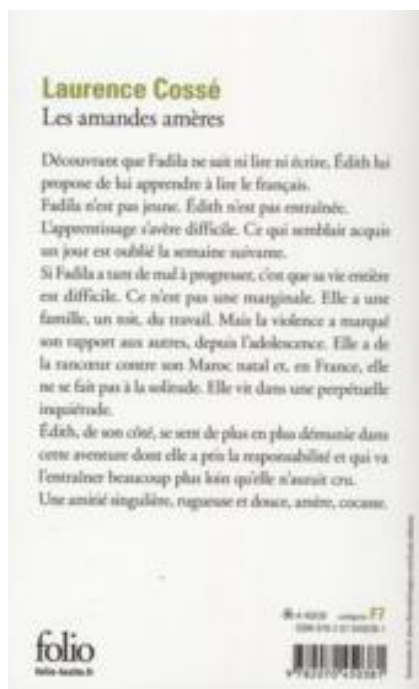 Laurence Cossé
Les amandes amères
Découvrant que Fadila ne sait ni lire ni écrire, Édith lui
propose de lui apprendre à lire le français.
Fadila n'est pas jeune. Édith n'est pas entraînée.
L'apprentissage s'avère difficile. Ce qui semblait acquis
un jour est oublié la semaine suivante.
Si Fadila a tant de mal à progresser, c'est que sa vie entière
est difficile. Ce n'est pas une marginale. Elle a une
famille, un toit, du travail. Mais la violence a marqué
son rapport aux autres, depuis l'adolescence. Elle a de
la rancœur contre son Maroc natal et, en France, elle
ne se fait pas à la solitude. Elle vit dans une perpétuelle
inquiétude.
Édith, de son côté, se sent de plus en plus démunie dans
cette aventure dont elle a pris la responsabilité et qui va
l'entraîner beaucoup plus loin qu'elle n'aurait cru.
Une amitié singulière, rugueuse et douce, amère, cocasse.
catégorie F7
folio
folio-lesite.fr